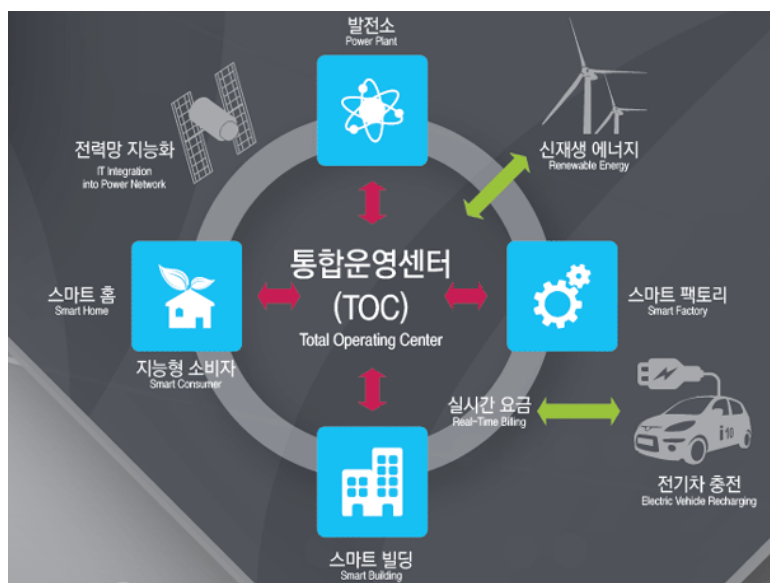 발전소
Power Plant
전력망 지능화
IT Integration
into Power Network
신재생 에너지
Renewable Energy
통합운영센터
(TOC)
Total Operating Center
스마트 홈
Smart Home
스마트 팩토리
Smart Factory
지능형 소비자
Smart Consumer
실시간 요금
Real-Time Billing
i10
전기차 충전
Electric Vehicle Recharging
스마트 빌딩
Smart Building